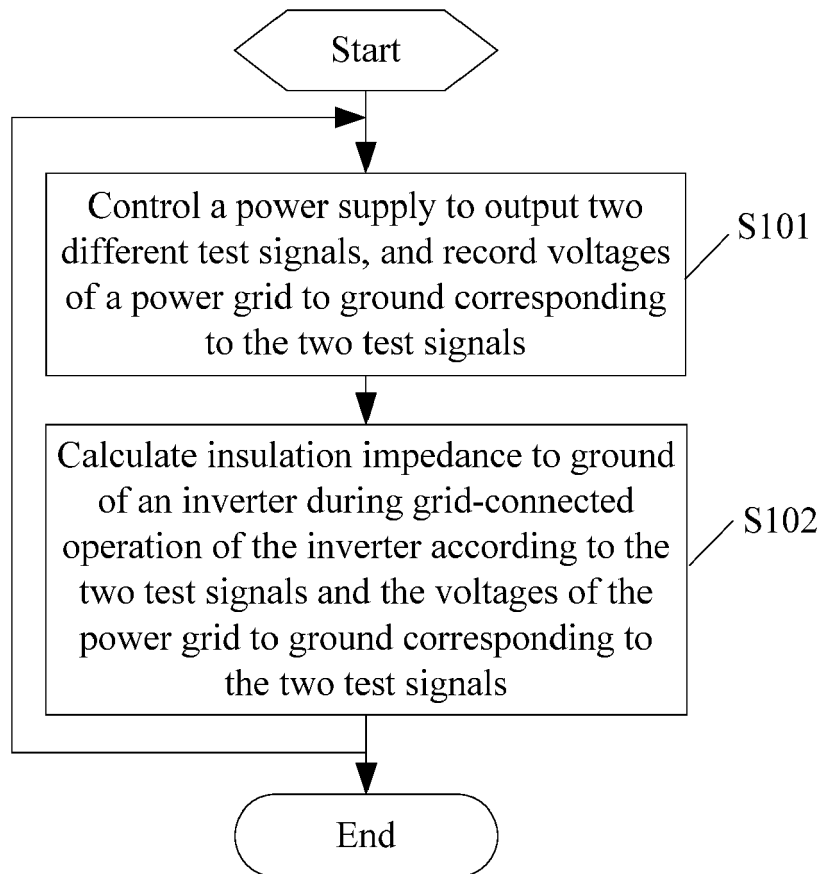 Start
Control a power supply to output two
different test signals, and record voltages
of a power grid to ground corresponding
to the two test signals
S101
Calculate insulation impedance to ground
of an inverter during grid-connected
operation of the inverter according to the
two test signals and the voltages of the
power grid to ground corresponding to
the two test signals
S102
End